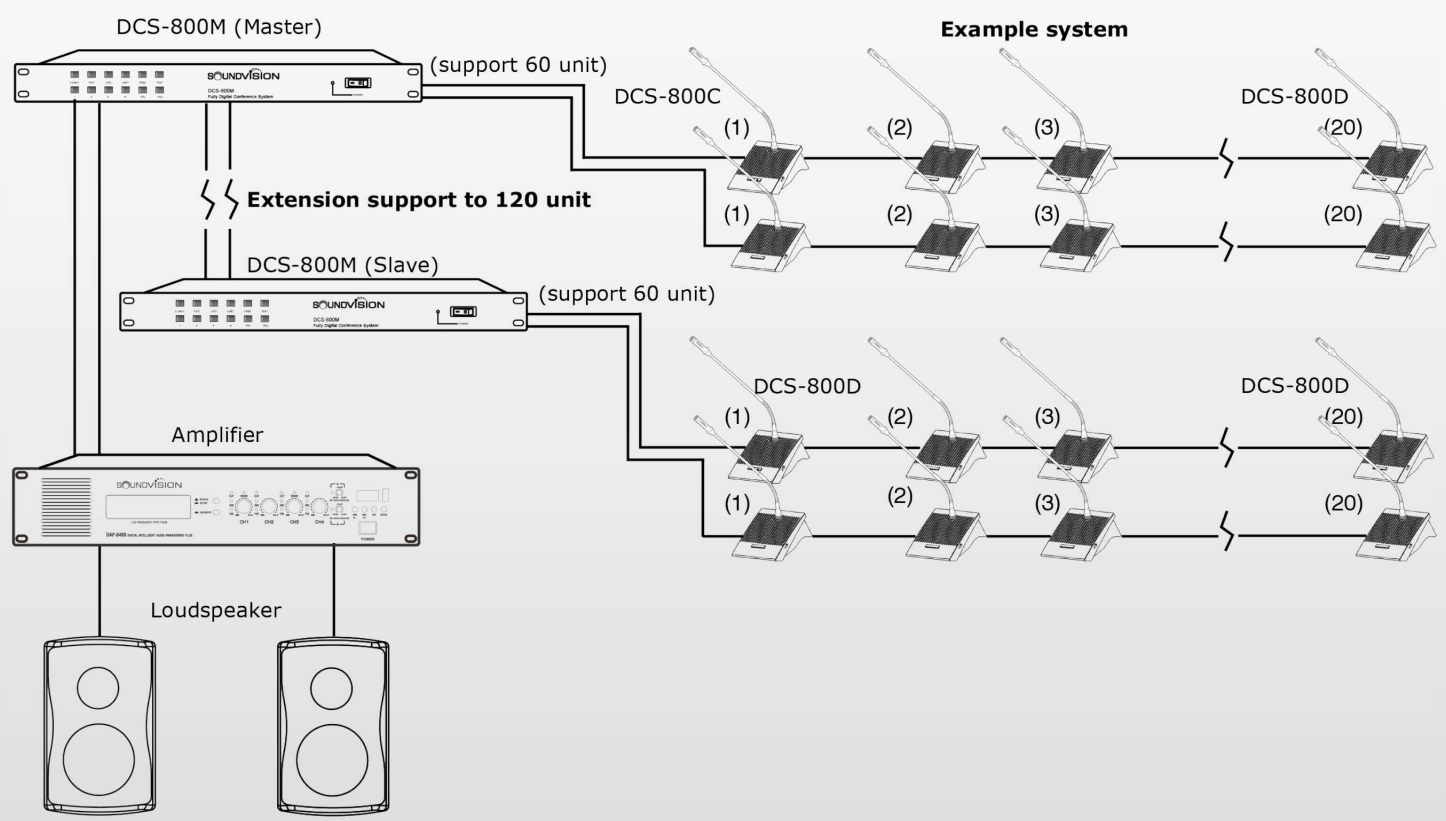 DCS-800M (Master)
Example system
(support 60 unit)
DCS-800C
DCS-800D
SOUNDVISION
DCS-800M
Fully Digital Conference System
(1)
(2)
(3)
(20)
(1)
(2)
(3)
(20)
Extension support to 120 unit
DCS-800M (Slave)
(support 60 unit)
SOUNDVISION
DCS-800M
Fully Digital Conference System
DCS-800D
DCS-800D
(1)
(2)
(3)
(20)
(1)
(2)
(3)
(20)
Amplifier
SOUNDVISION
CH1
CH2
CH3
CH4
POWER
Loudspeaker